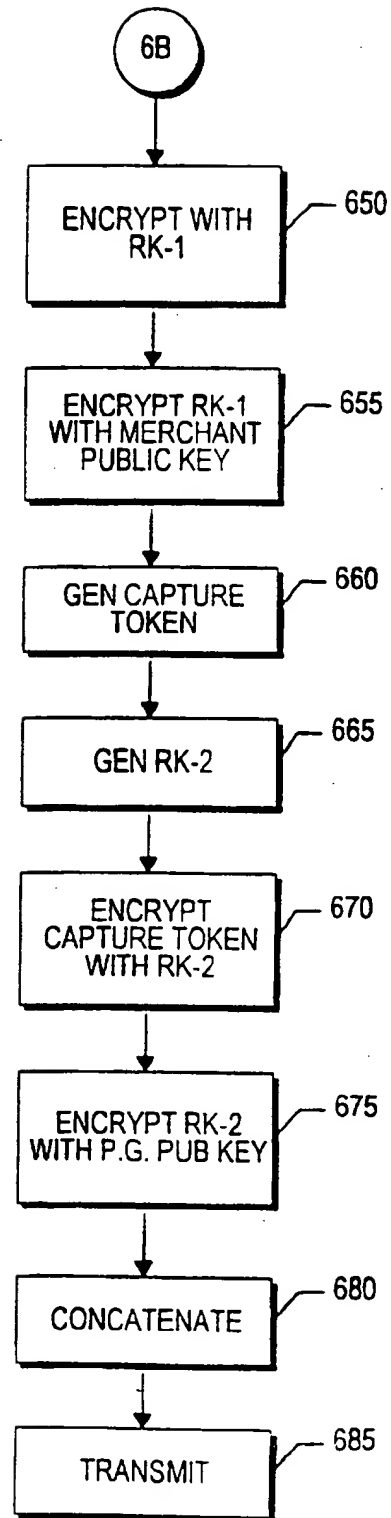 6B
ENCRYPT WITH
RK-1
650
ENCRYPT RK-1
WITH MERCHANT
PUBLIC KEY
655
GEN CAPTURE
TOKEN
660
GEN RK-2
665
ENCRYPT
CAPTURE TOKEN
WITH RK-2
670
ENCRYPT RK-2
WITH P.G. PUB KEY
675
CONCATENATE
680
TRANSMIT
685